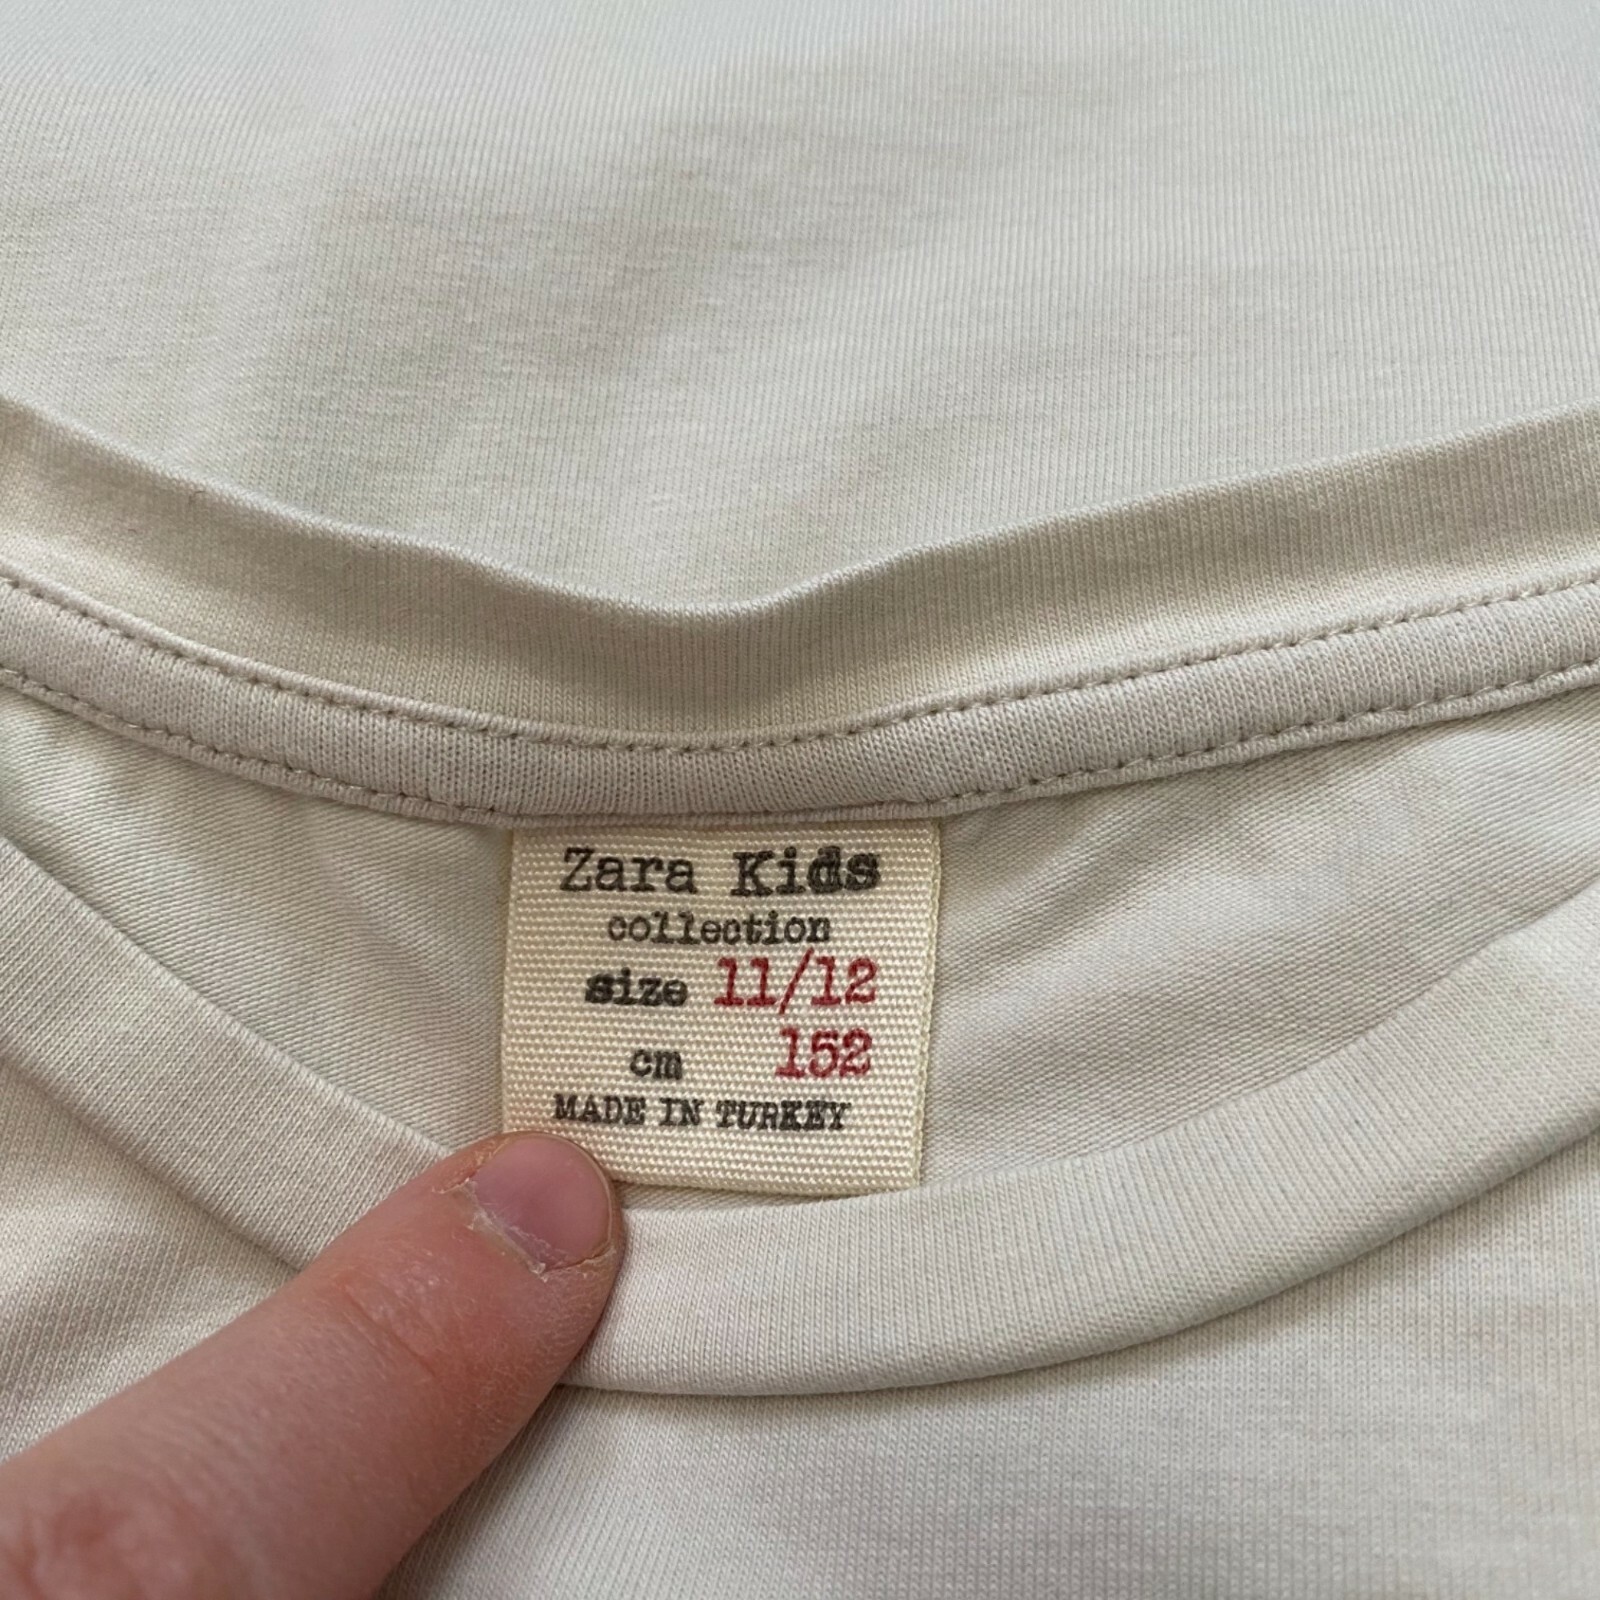 Zara Kids
collection
size 11/12
cm 152
MADE IN TURKEY